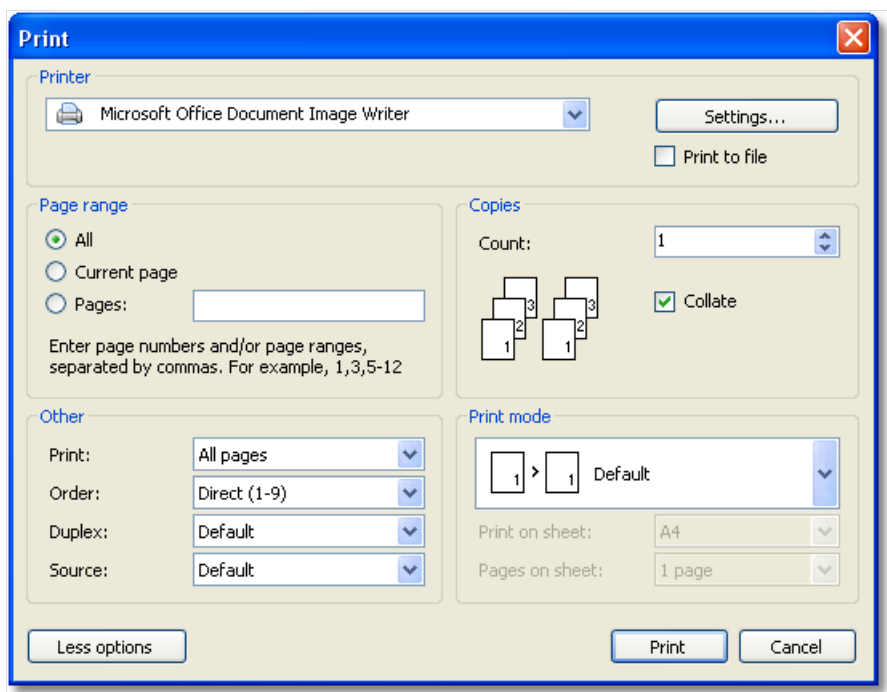 Print
Printer
Microsoft Office Document Image Writer
Settings...
Print to file
Page range
All
Current page
Pages:
Enter page numbers and/or page ranges,
separated by commas. For example, 1,3,5-12
Copies
Count:
1
3 3
2 2
1 1
Collate
Other
Print:
All pages
Order:
Direct (1-9)
Duplex:
Default
Source:
Default
Print mode
1 > 1 Default
Print on sheet:
A4
Pages on sheet:
1 page
Less options
Print
Cancel